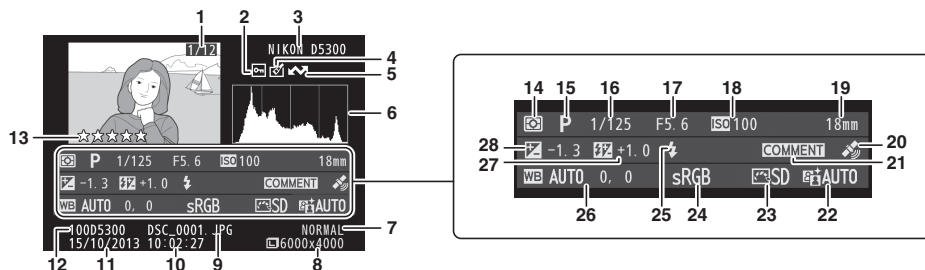 1 2 3
1/12 NIKON D5300
4
5
6
13
P 1/125 F5.6 ISO 100 18mm
-1.3 +1.0 COMMENT
WB AUTO 0, 0 sRGB SD AUTO
100D5300 DSC_0001.JPG NORMAL 7
15/10/2013 10:02:27 6000x4000
12 11 10 9 8
14 15 16 17 18 19
P 1/125 F5.6 ISO 100 18mm
28 -1.3 +1.0 COMMENT 20
27 21
WB AUTO 0, 0 sRGB SD AUTO
26 25 24 23 22